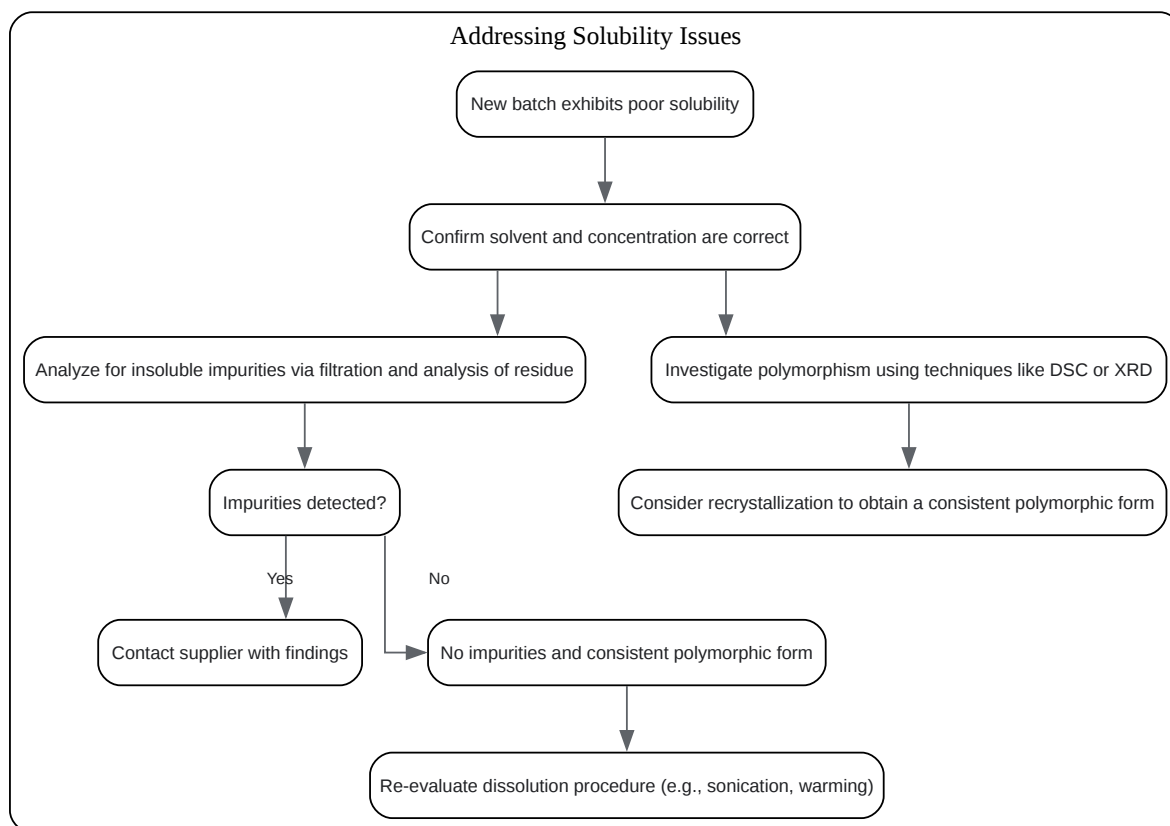 Addressing Solubility Issues
New batch exhibits poor solubility
Confirm solvent and concentration are correct
Analyze for insoluble impurities via filtration and analysis of residue
Investigate polymorphism using techniques like DSC or XRD
Impurities detected?
Consider recrystallization to obtain a consistent polymorphic form
Yes
No
Contact supplier with findings
No impurities and consistent polymorphic form
Re-evaluate dissolution procedure (e.g., sonication, warming)